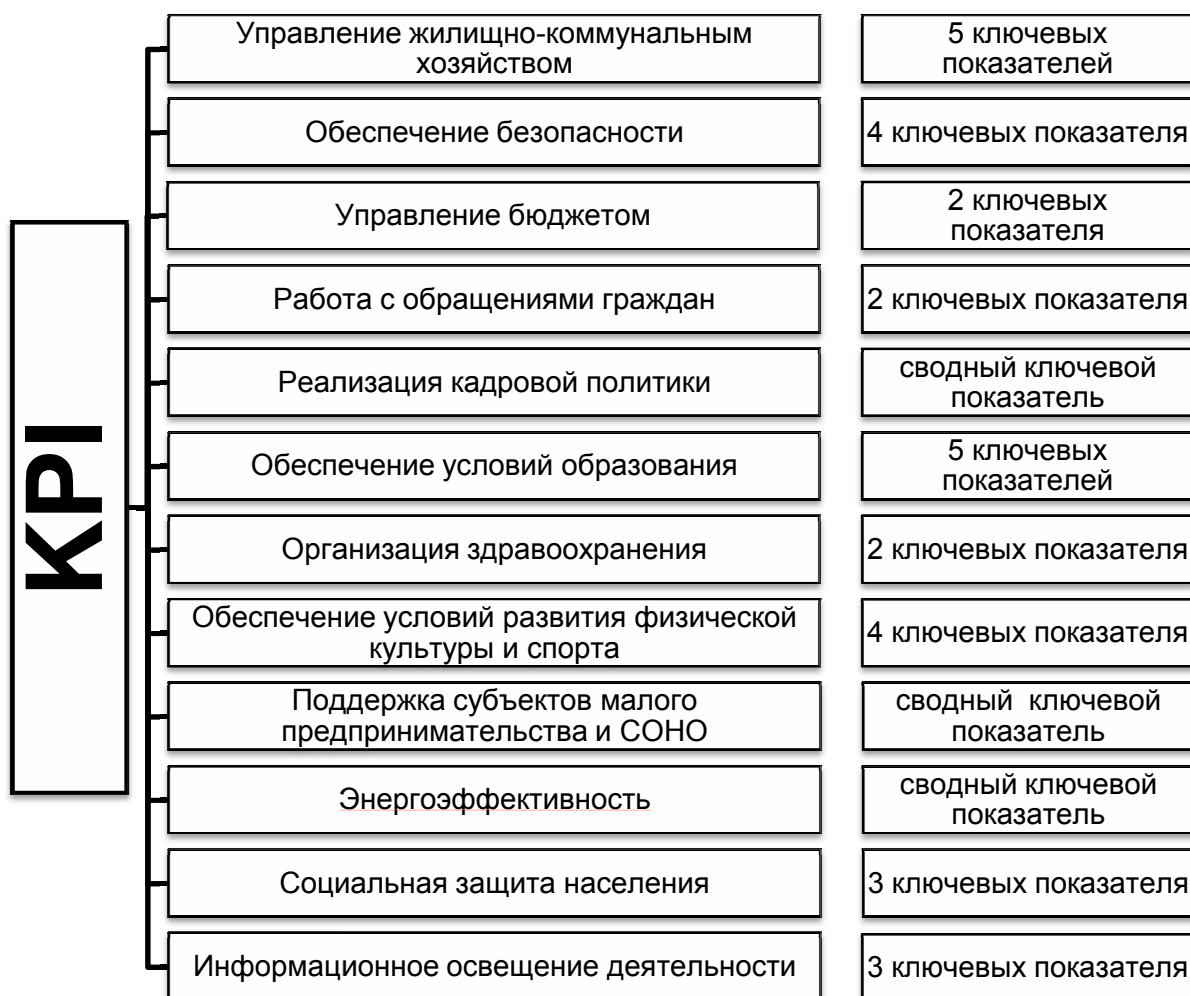 KPI
Управление жилищно-коммунальным
хозяйством
5 ключевых
показателей
Обеспечение безопасности
4 ключевых показателя
Управление бюджетом
2 ключевых
показателя
Работа с обращениями граждан
2 ключевых показателя
Реализация кадровой политики
сводный ключевой
показатель
Обеспечение условий образования
5 ключевых
показателей
Организация здравоохранения
2 ключевых показателя
Обеспечение условий развития физической
культуры и спорта
4 ключевых показателя
Поддержка субъектов малого
предпринимательства и СОНО
сводный ключевой
показатель
Энергоэффективность
сводный ключевой
показатель
Социальная защита населения
3 ключевых показателя
Информационное освещение деятельности
3 ключевых показателя